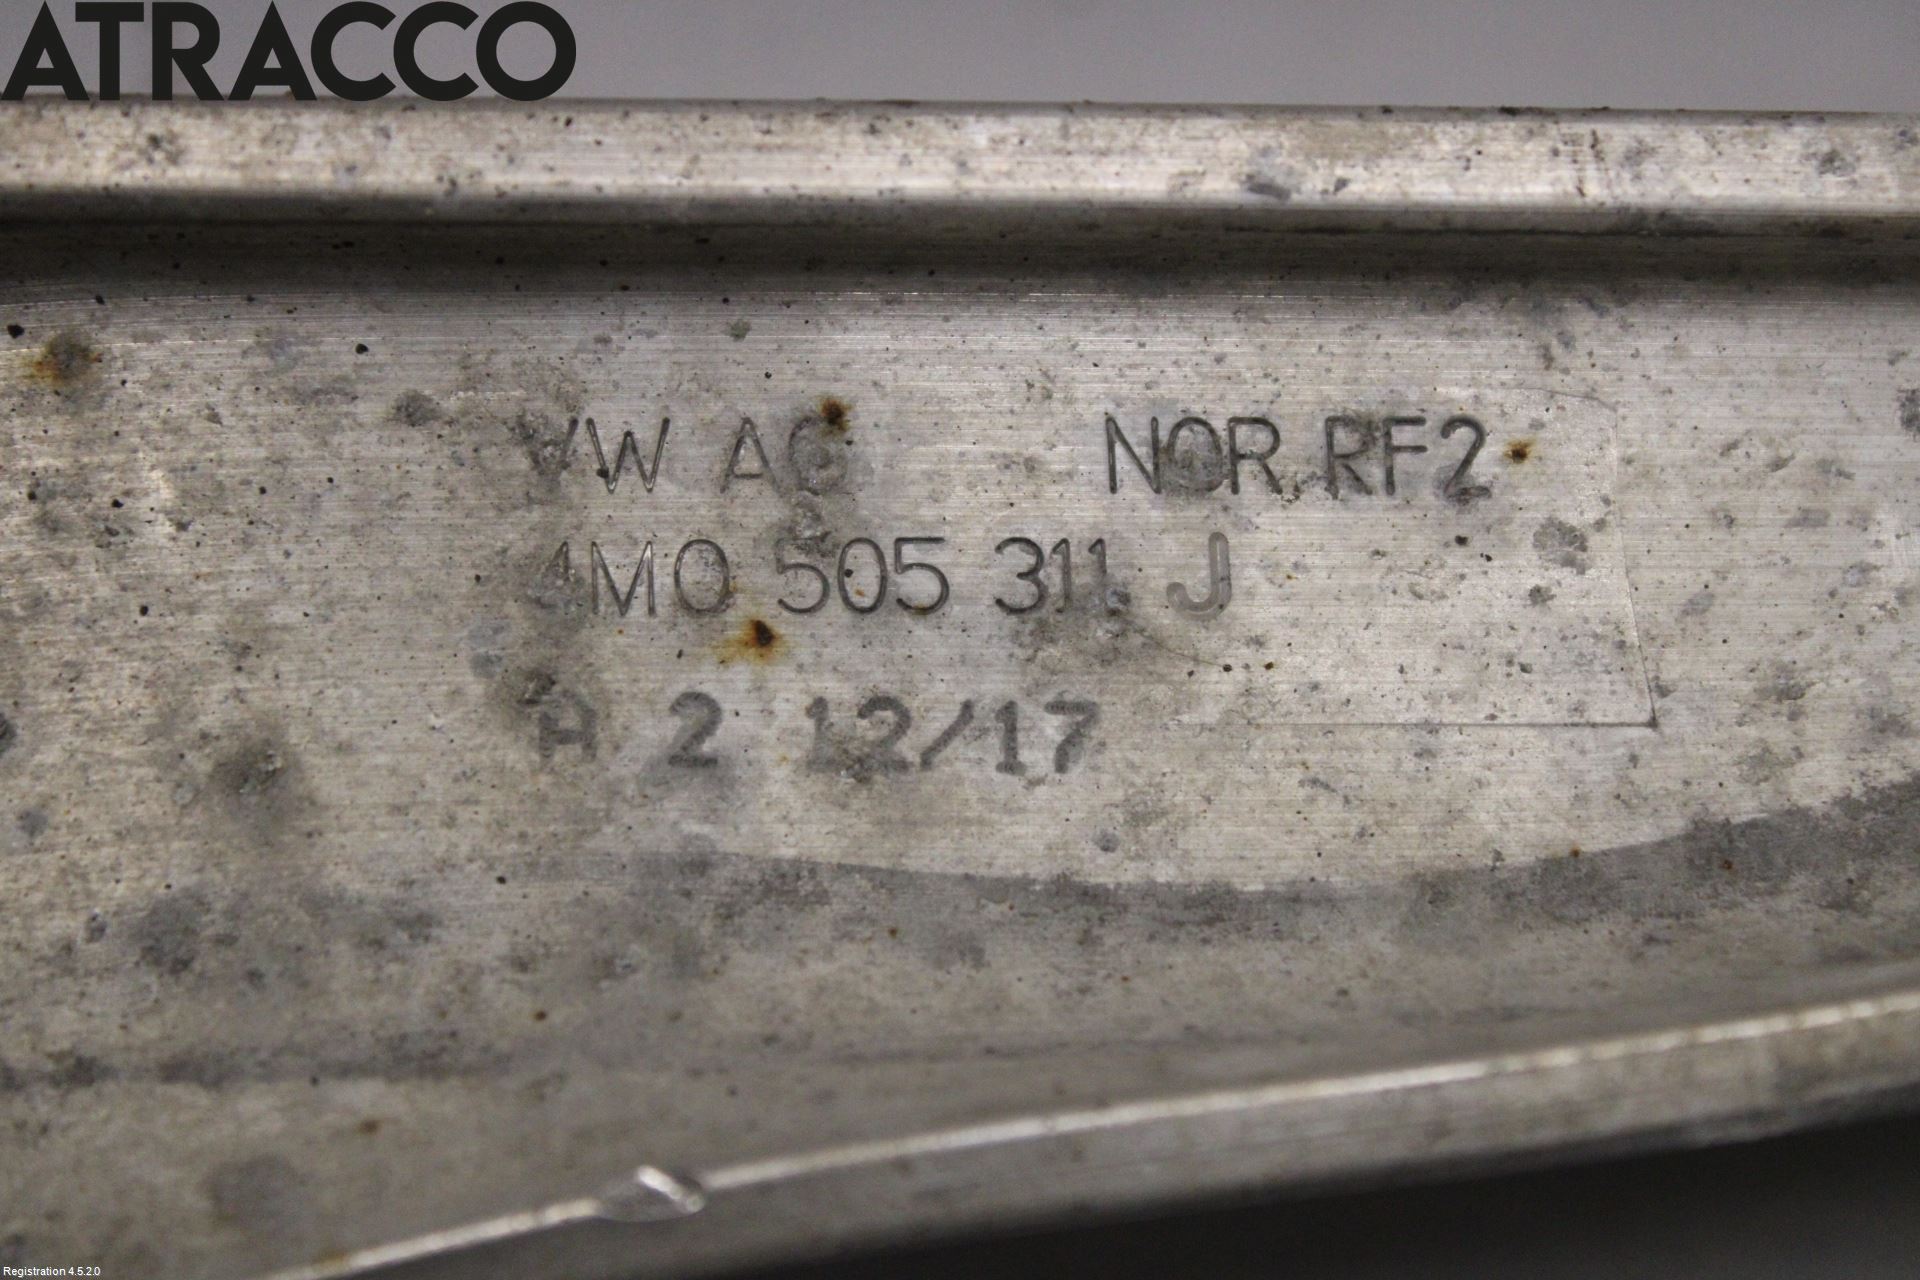 ATRACCO
VW AG NOR RF2
4M0 505 311 J
A 2 12/17
Registration 4.5.2.0